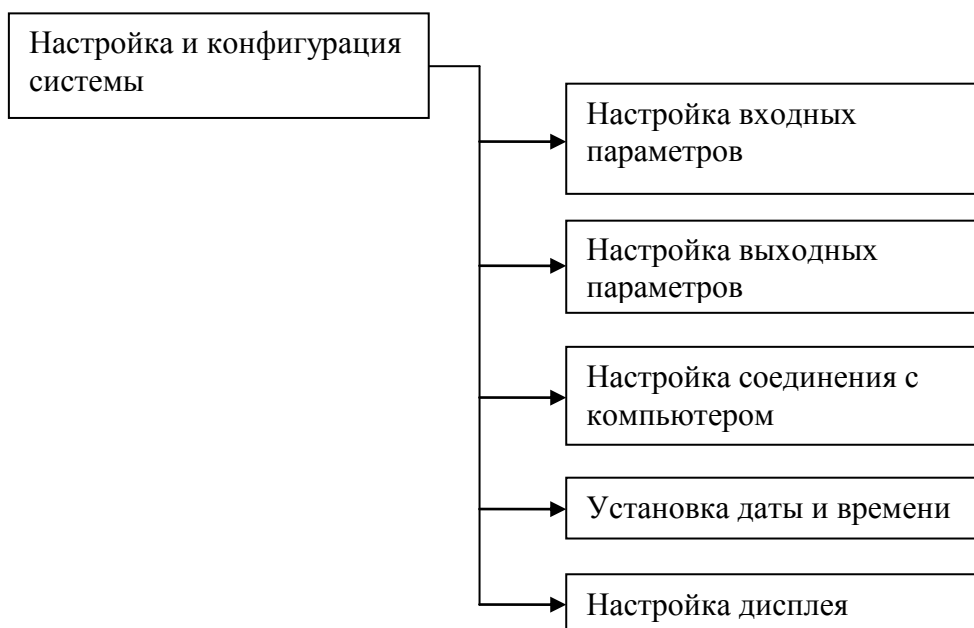 Настройка и конфигурация
системы
Настройка входных
параметров
Настройка выходных
параметров
Настройка соединения с
компьютером
Установка даты и времени
Настройка дисплея